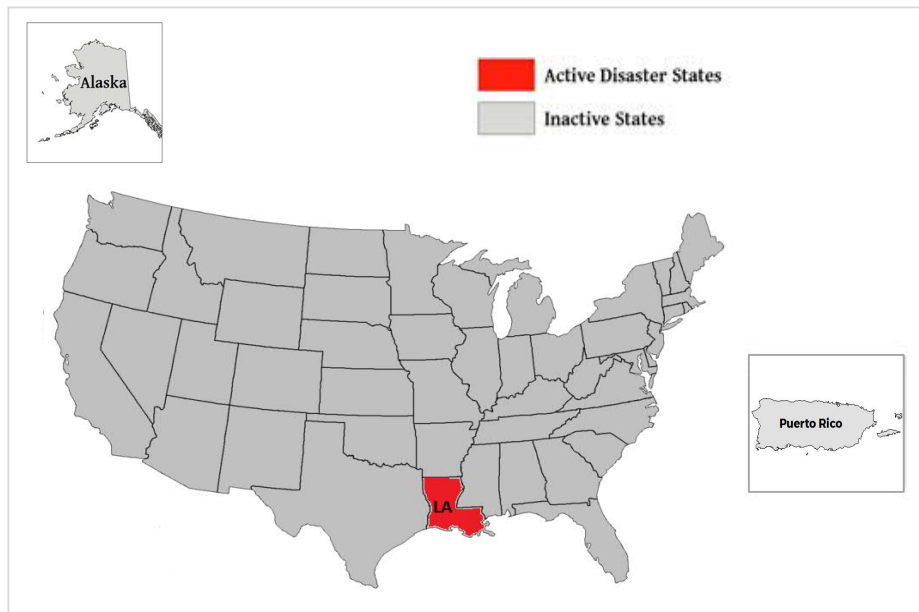 Alaska
Active Disaster States
Inactive States
Puerto Rico
LA